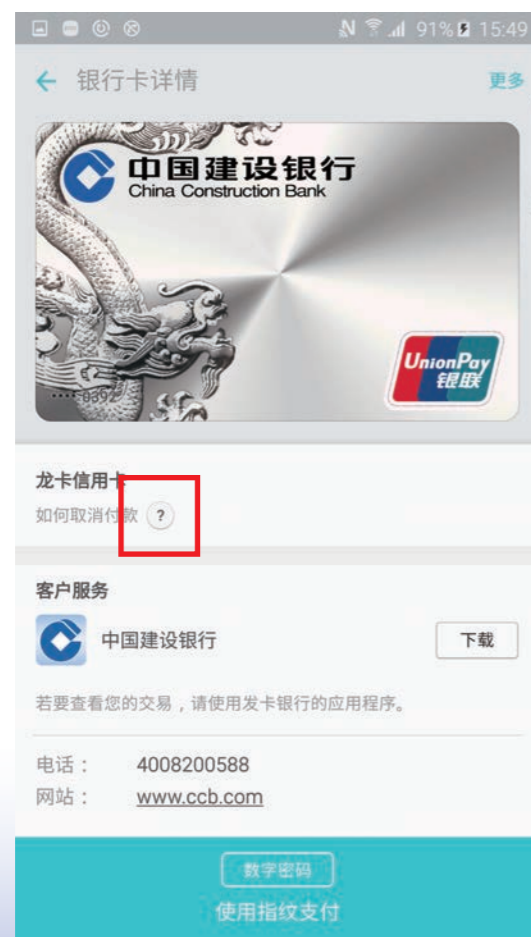 91% 15:49
银行卡详情
更多
中国建设银行
China Construction Bank
UnionPay
银联
•••• 0392
龙卡信用卡
如何取消付款 ?
客户服务
中国建设银行
下载
若要查看您的交易，请使用发卡银行的应用程序。
电话： 4008200588
网站： www.ccb.com
数字密码
使用指纹支付